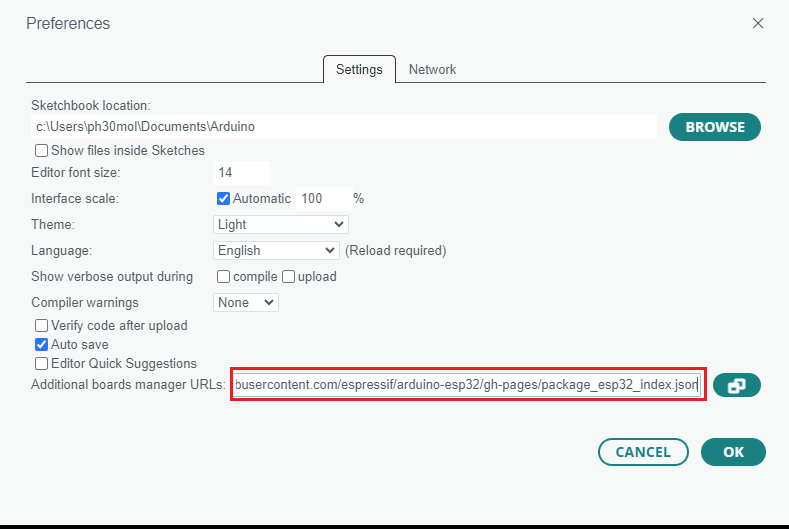 Preferences
Settings Network
Sketchbook location:
c:\Users\ph30mol\Documents\Arduino BROWSE
Show files inside Sketches
Editor font size: 14
Interface scale: Automatic 100 %
Theme: Light
Language: English (Reload required)
Show verbose output during compile upload
Compiler warnings None
Verify code after upload
Auto save
Editor Quick Suggestions
Additional boards manager URLs: busercontent.com/espressif/arduino-esp32/gh-pages/package_esp32_index.json
CANCEL OK